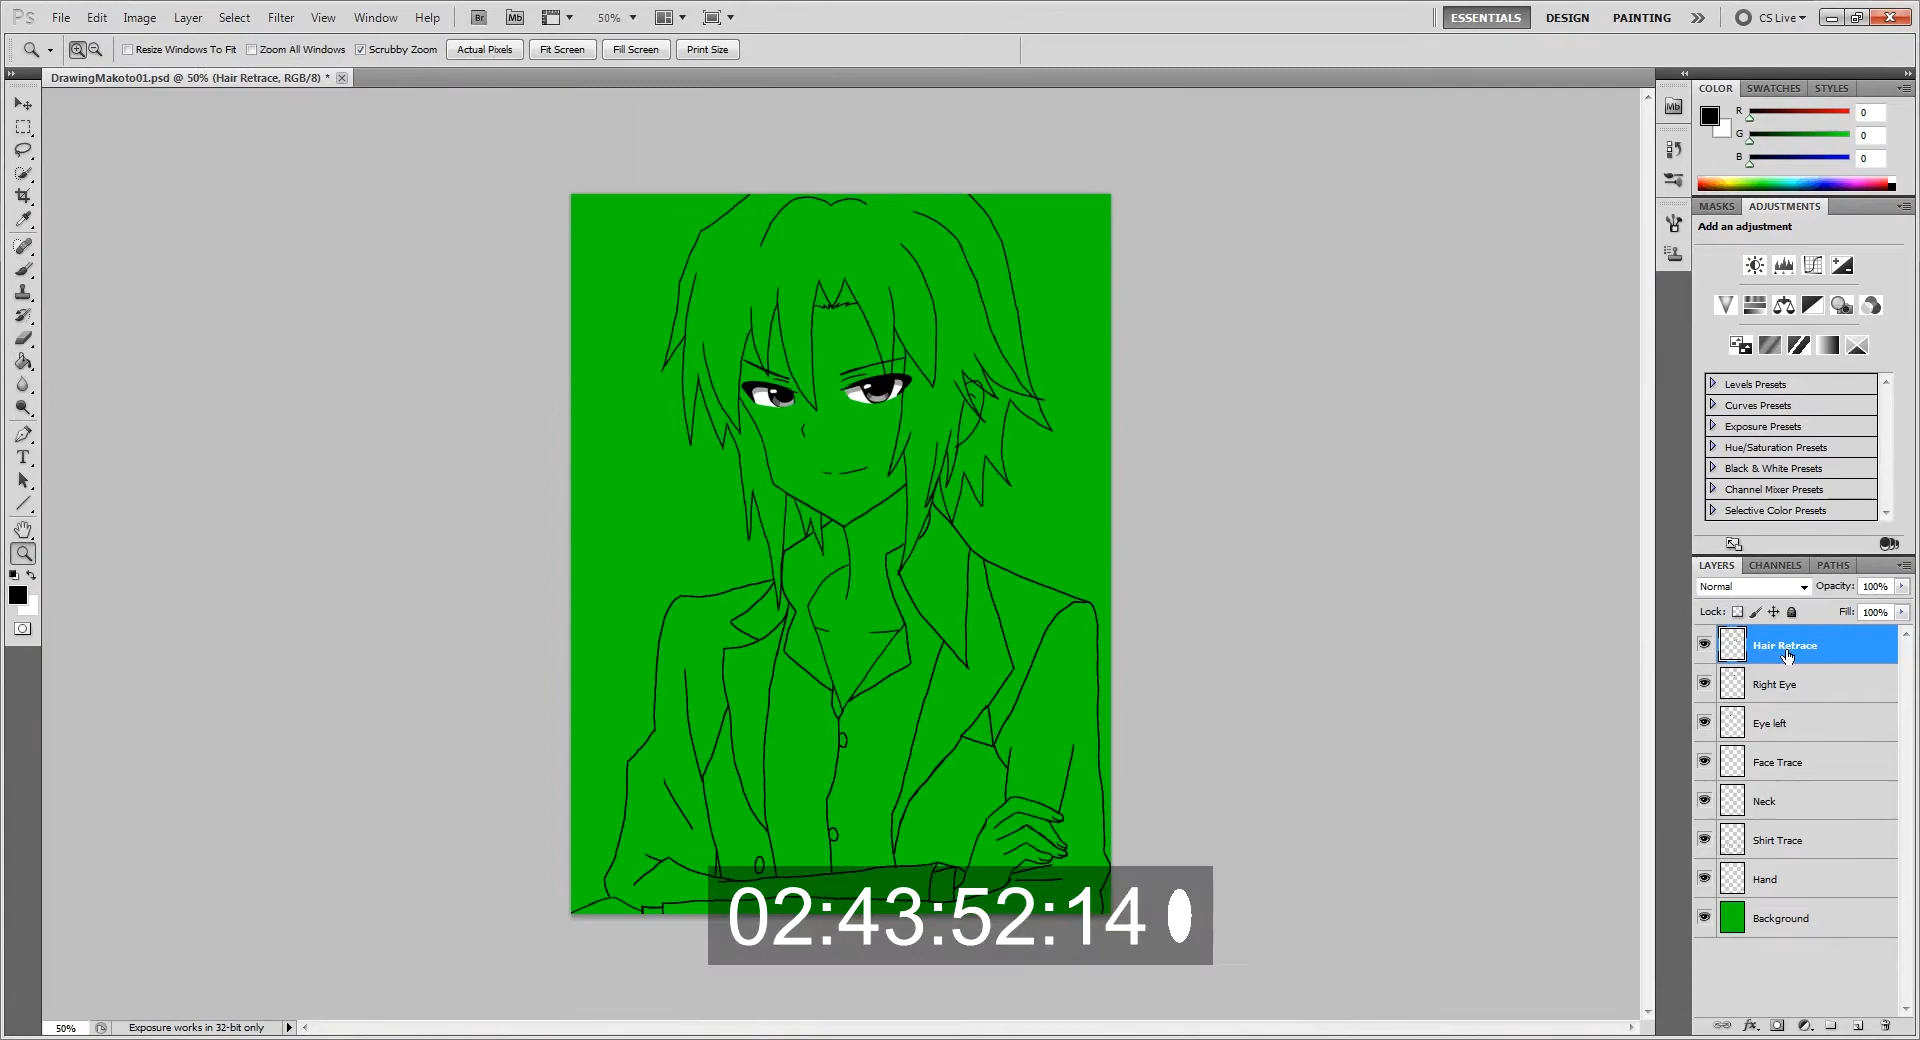 Ps File Edit Image Layer Select Filter View Window Help Br Mb 50% ESSENTIALS DESIGN PAINTING CS Live
Resize Windows To Fit Zoom All Windows Scrubby Zoom Actual Pixels Fit Screen Fill Screen Print Size
DrawingMakoto01.psd @ 50% (Hair Retrace, RGB/8) *
COLOR SWATCHES STYLES
Mb
R 0
G 0
B 0
MASKS ADJUSTMENTS
Add an adjustment
Levels Presets
Curves Presets
Exposure Presets
Hue/Saturation Presets
Black & White Presets
Channel Mixer Presets
Selective Color Presets
LAYERS CHANNELS PATHS
Normal Opacity: 100%
Lock: Fill: 100%
Hair Retrace
Right Eye
Eye left
Face Trace
Neck
Shirt Trace
Hand
Background
02:43:52:14
50% Exposure works in 32-bit only